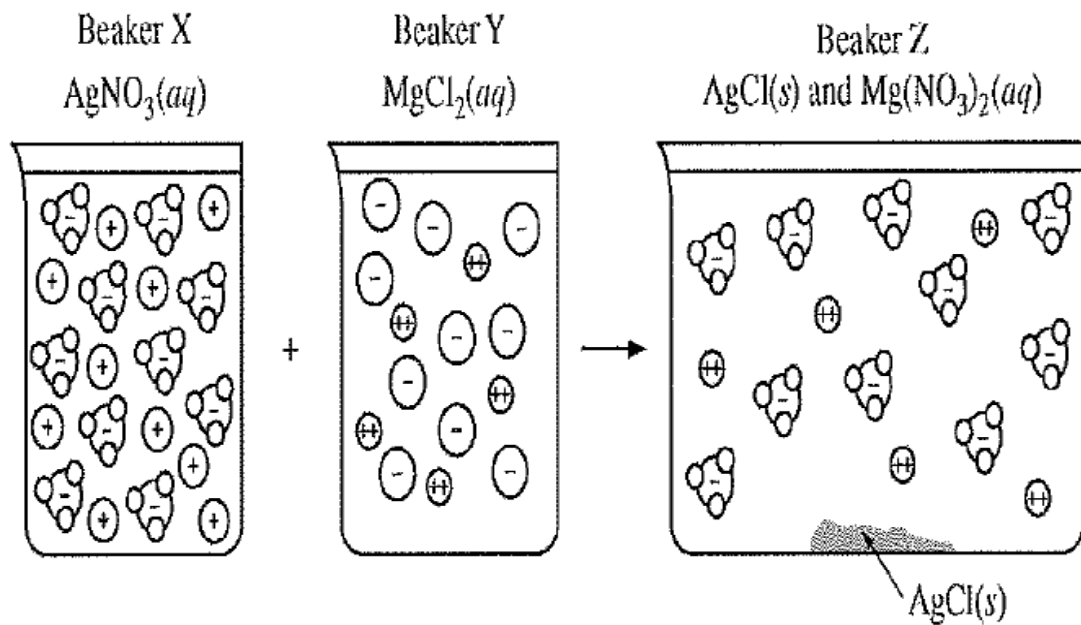 Beaker X
AgNO₃(aq)
Beaker Y
MgCl₂(aq)
Beaker Z
AgCl(s) and Mg(NO₃)₂(aq)
+
AgCl(s)